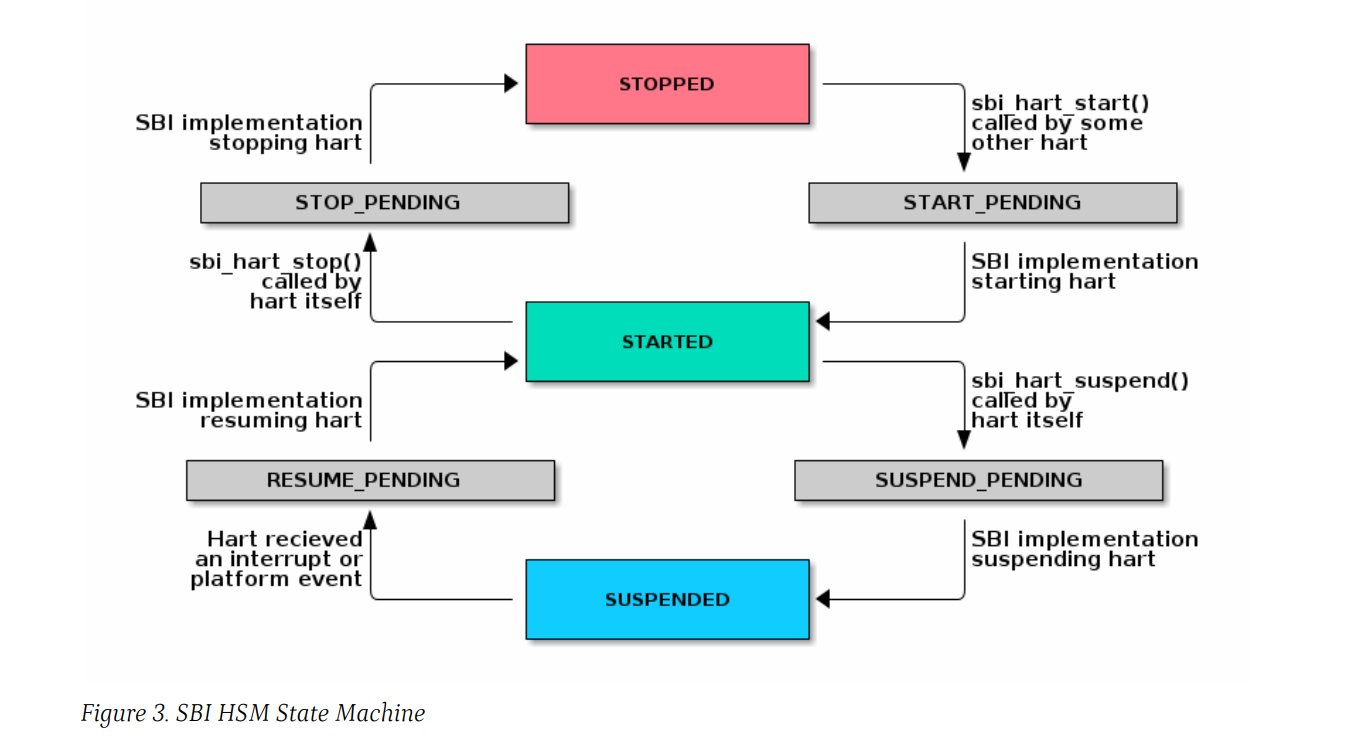 STOPPED
SBI implementation
stopping hart
sbi_hart_start()
called by some
other hart
STOP_PENDING
START_PENDING
sbi_hart_stop()
called by
hart itself
SBI implementation
starting hart
STARTED
SBI implementation
resuming hart
sbi_hart_suspend()
called by
hart itself
RESUME_PENDING
SUSPEND_PENDING
Hart recieved
an interrupt or
platform event
SBI implementation
suspending hart
SUSPENDED
Figure 3. SBI HSM State Machine